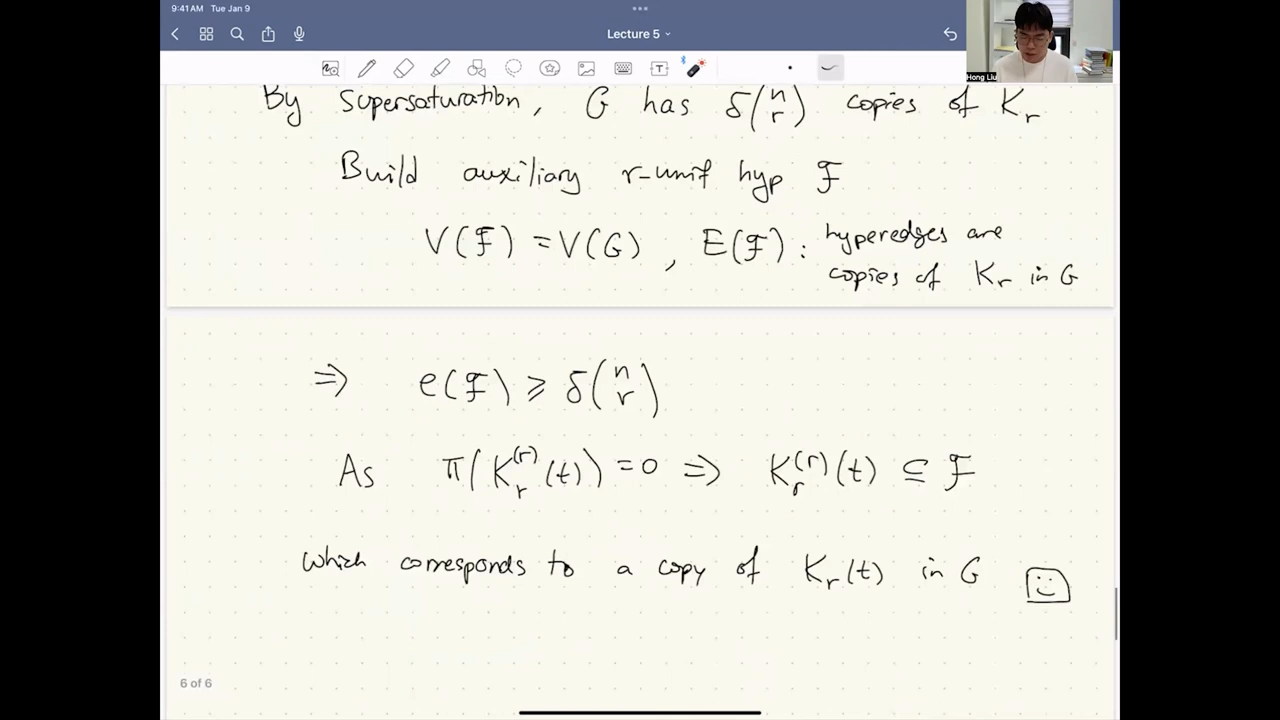 9:41 AM Tue Jan 9
Lecture 5
Hong Liu
By Supersaturation, G has δ(n r) copies of K_r
Build auxiliary r-unif hyp F
V(F) = V(G), E(F): hyperedges are
copies of K_r in G
⇒ e(F) ≥ δ(n r)
As π(K_r^(r)(t)) = 0 ⇒ K_r^(r)(t) ⊆ F
which corresponds to a copy of K_r(t) in G
6 of 6